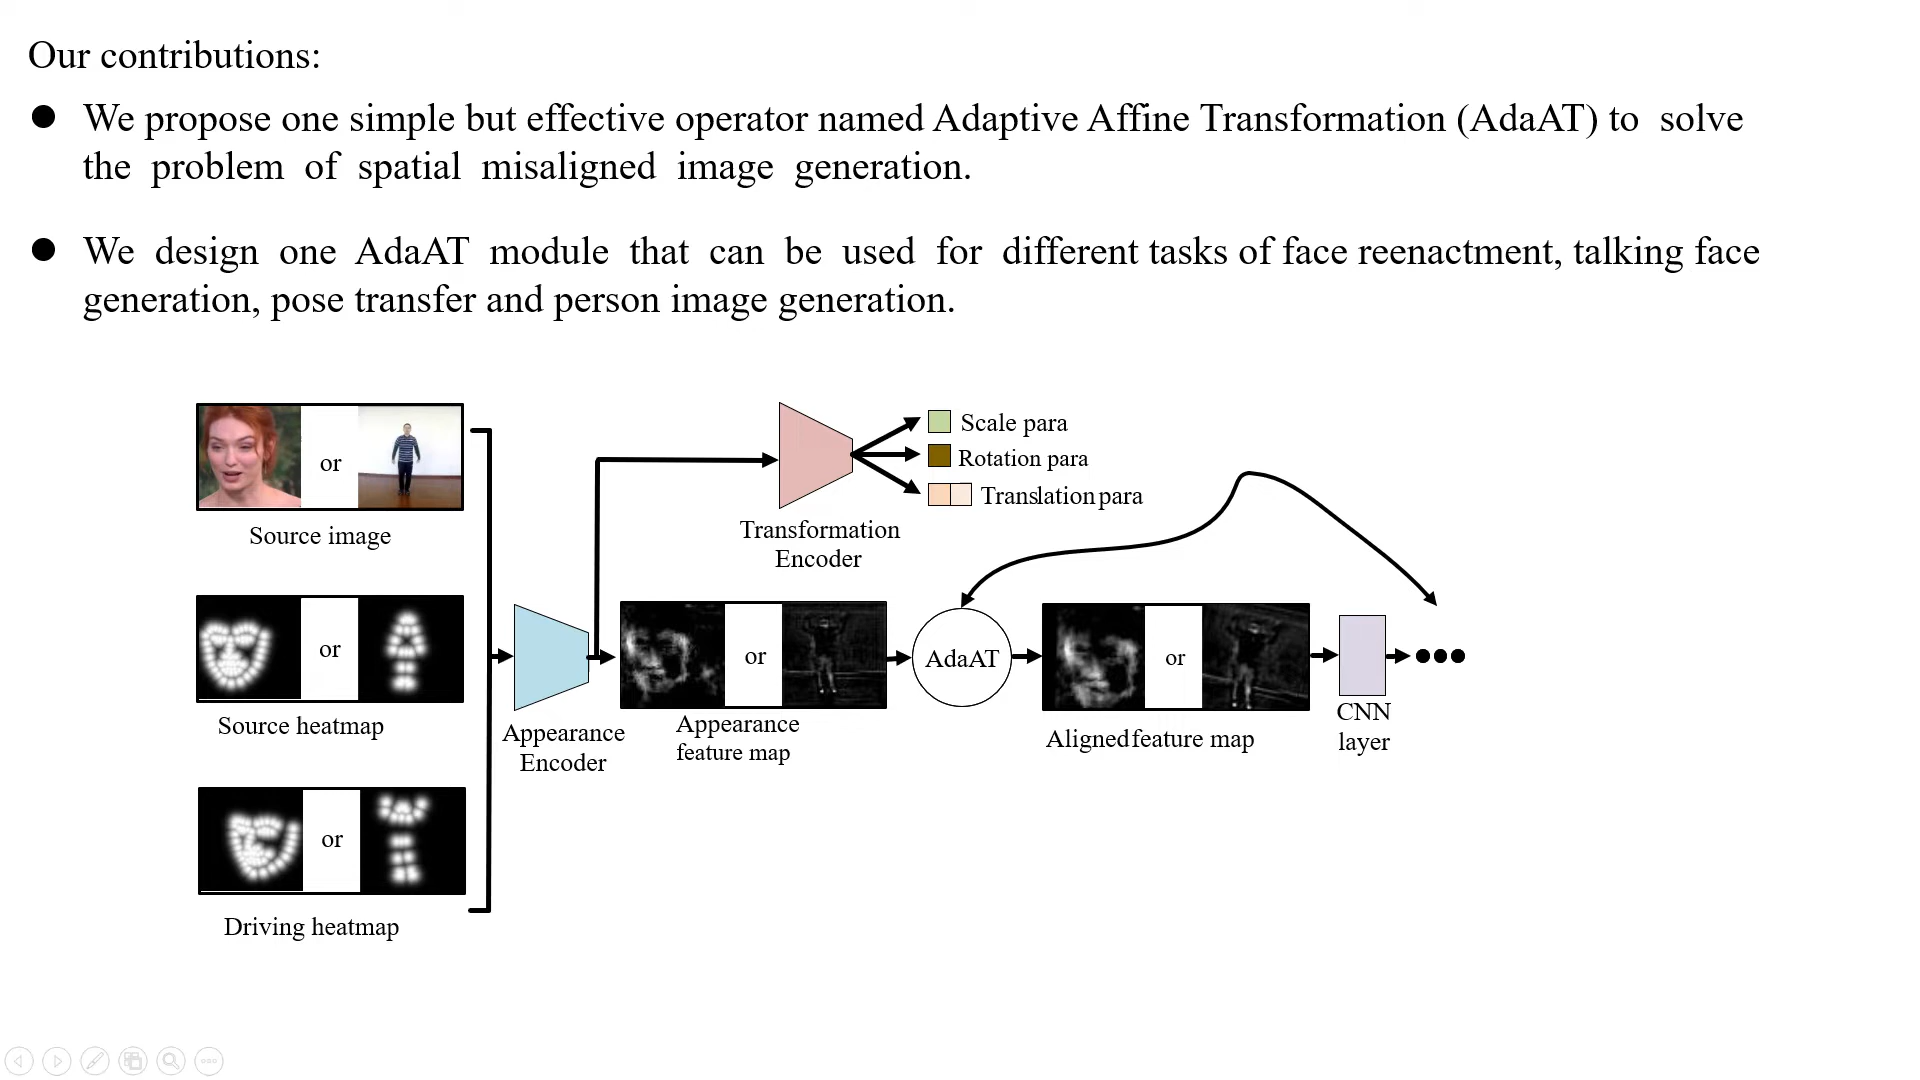 Our contributions:
We propose one simple but effective operator named Adaptive Affine Transformation (AdaAT) to solve
the problem of spatial misaligned image generation.
We design one AdaAT module that can be used for different tasks of face reenactment, talking face
generation, pose transfer and person image generation.
or
Source image
or
Source heatmap
or
Driving heatmap
Appearance
Encoder
Transformation
Encoder
Scale para
Rotation para
Translation para
or
Appearance
feature map
AdaAT
or
Aligned feature map
CNN
layer